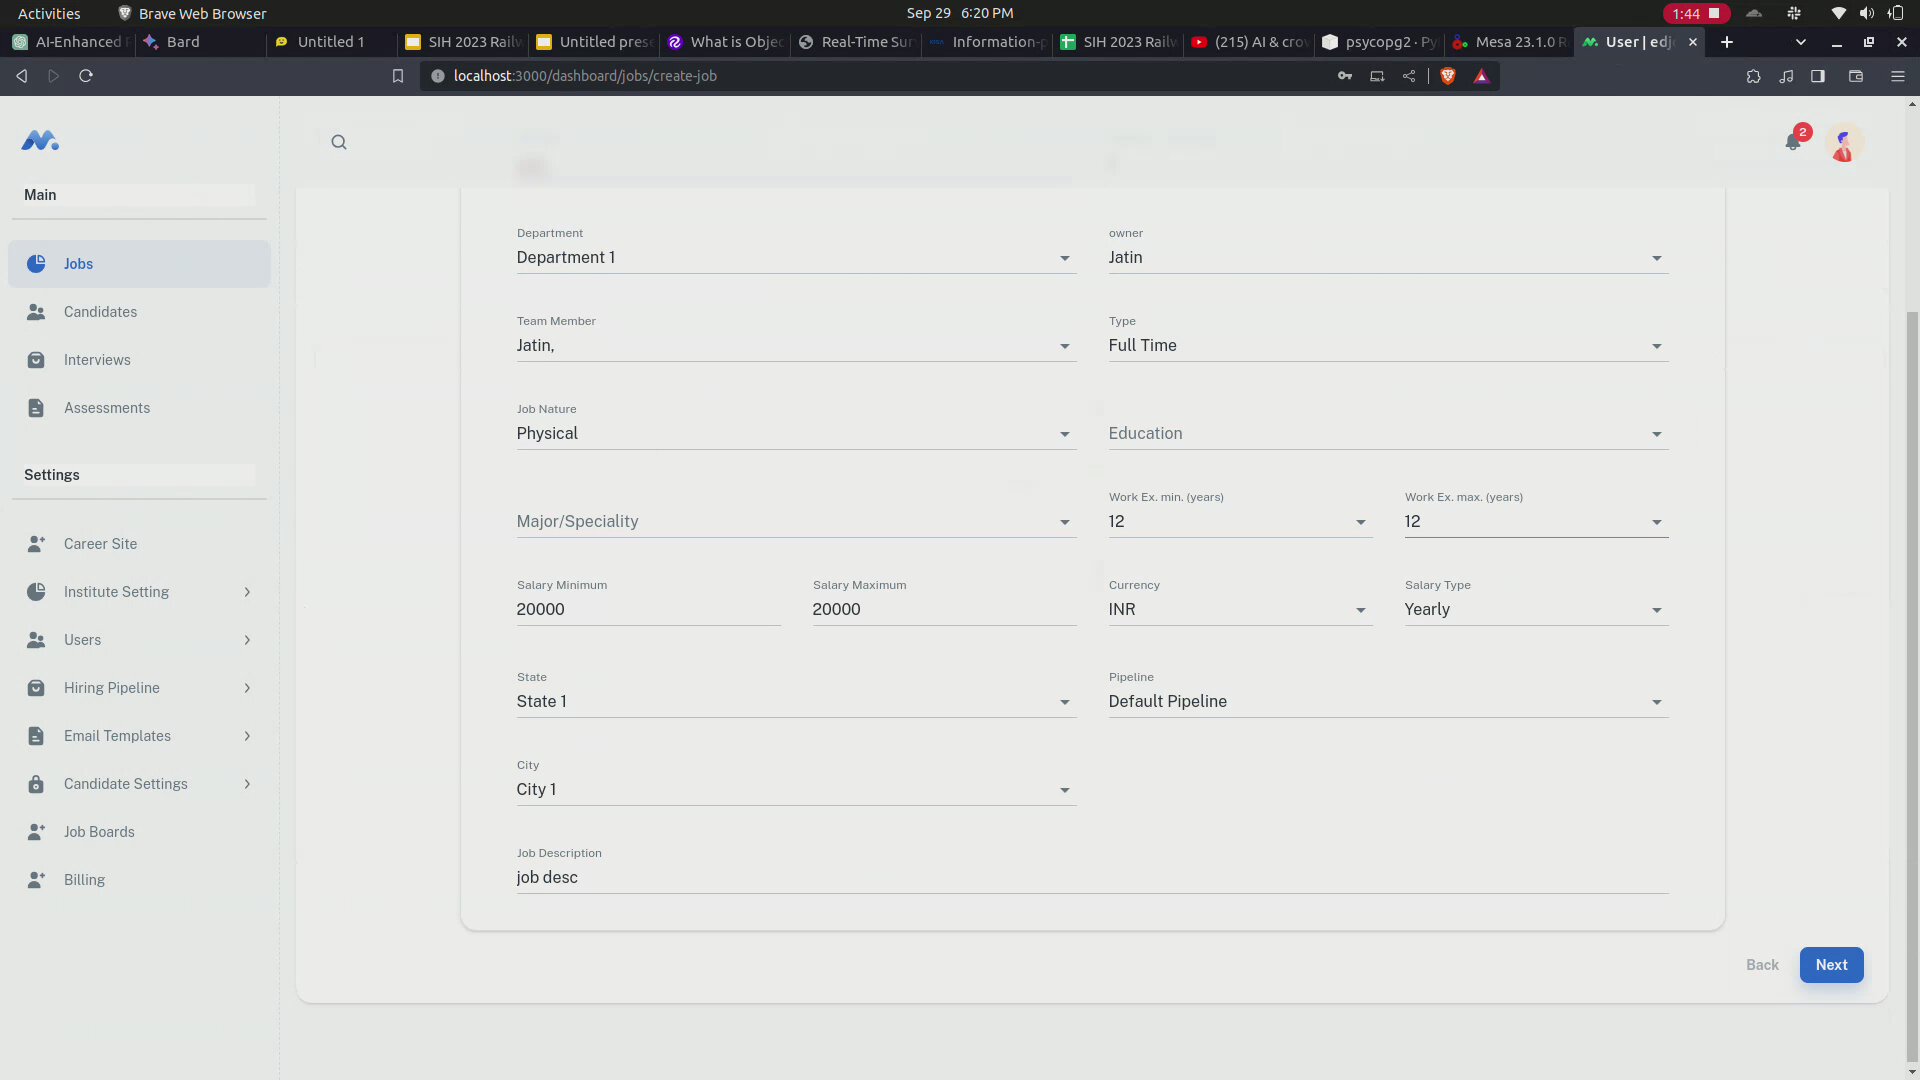 Activities Brave Web Browser Sep 29 6:20 PM 1:44
AI-Enhanced Bard Untitled 1 SIH 2023 Railw Untitled prese What is Objec Real-Time Sur Information-p SIH 2023 Railw (215) AI & crow psycopg2 · Py Mesa 23.1.0 R User | edjo
localhost:3000/dashboard/jobs/create-job
2
Main
Jobs
Candidates
Interviews
Assessments
Settings
Career Site
Institute Setting
Users
Hiring Pipeline
Email Templates
Candidate Settings
Job Boards
Billing
Department owner
Department 1 Jatin
Team Member Type
Jatin, Full Time
Job Nature
Physical Education
Work Ex. min. (years) Work Ex. max. (years)
Major/Speciality 12 12
Salary Minimum Salary Maximum Currency Salary Type
20000 20000 INR Yearly
State Pipeline
State 1 Default Pipeline
City
City 1
Job Description
job desc
Back Next